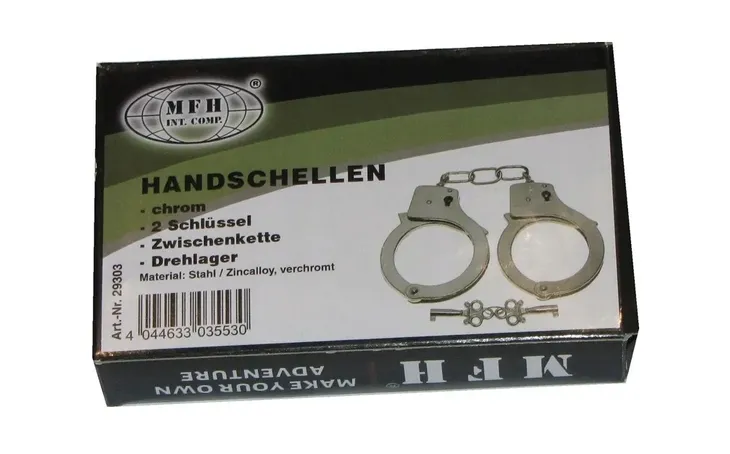 MFH
INT. COMP.
®
HANDSCHELLEN
- chrom
- 2 Schlüssel
- Zwischenkette
- Drehlager
Material: Stahl / Zincalloy, verchromt
Art.-Nr. 29303
4 044633 035530
MFH
®
MAKE YOUR OWN
ADVENTURE